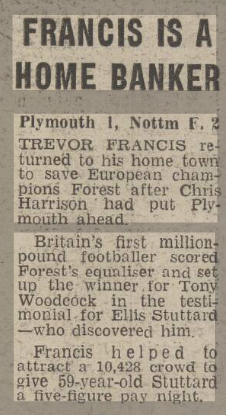 FRANCIS IS A
HOME BANKER
Plymouth 1, Nottm F. 2
TREVOR FRANCIS re-
turned to his home town
to save European cham-
pions Forest after Chris
Harrison had put Ply-
mouth ahead.
Britain's first million-
pound footballer scored
Forest's equaliser and set
up the winner for Tony
Woodcock in the testi-
monial for Ellis Stuttard
—who discovered him.
Francis helped to
attract a 10,428 crowd to
give 59-year-old Stuttard
a five-figure pay night.